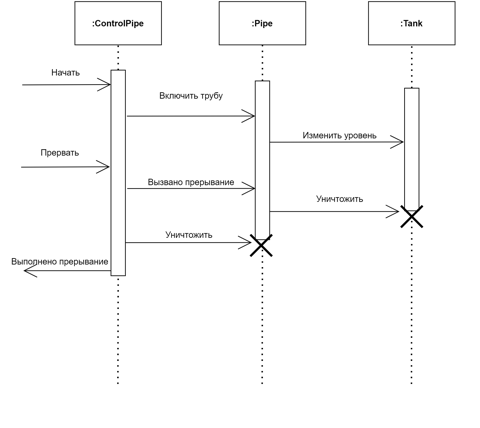 :ControlPipe
:Pipe
:Tank
Начать
Включить трубу
Изменить уровень
Прервать
Вызвано прерывание
Уничтожить
Уничтожить
Выполнено прерывание